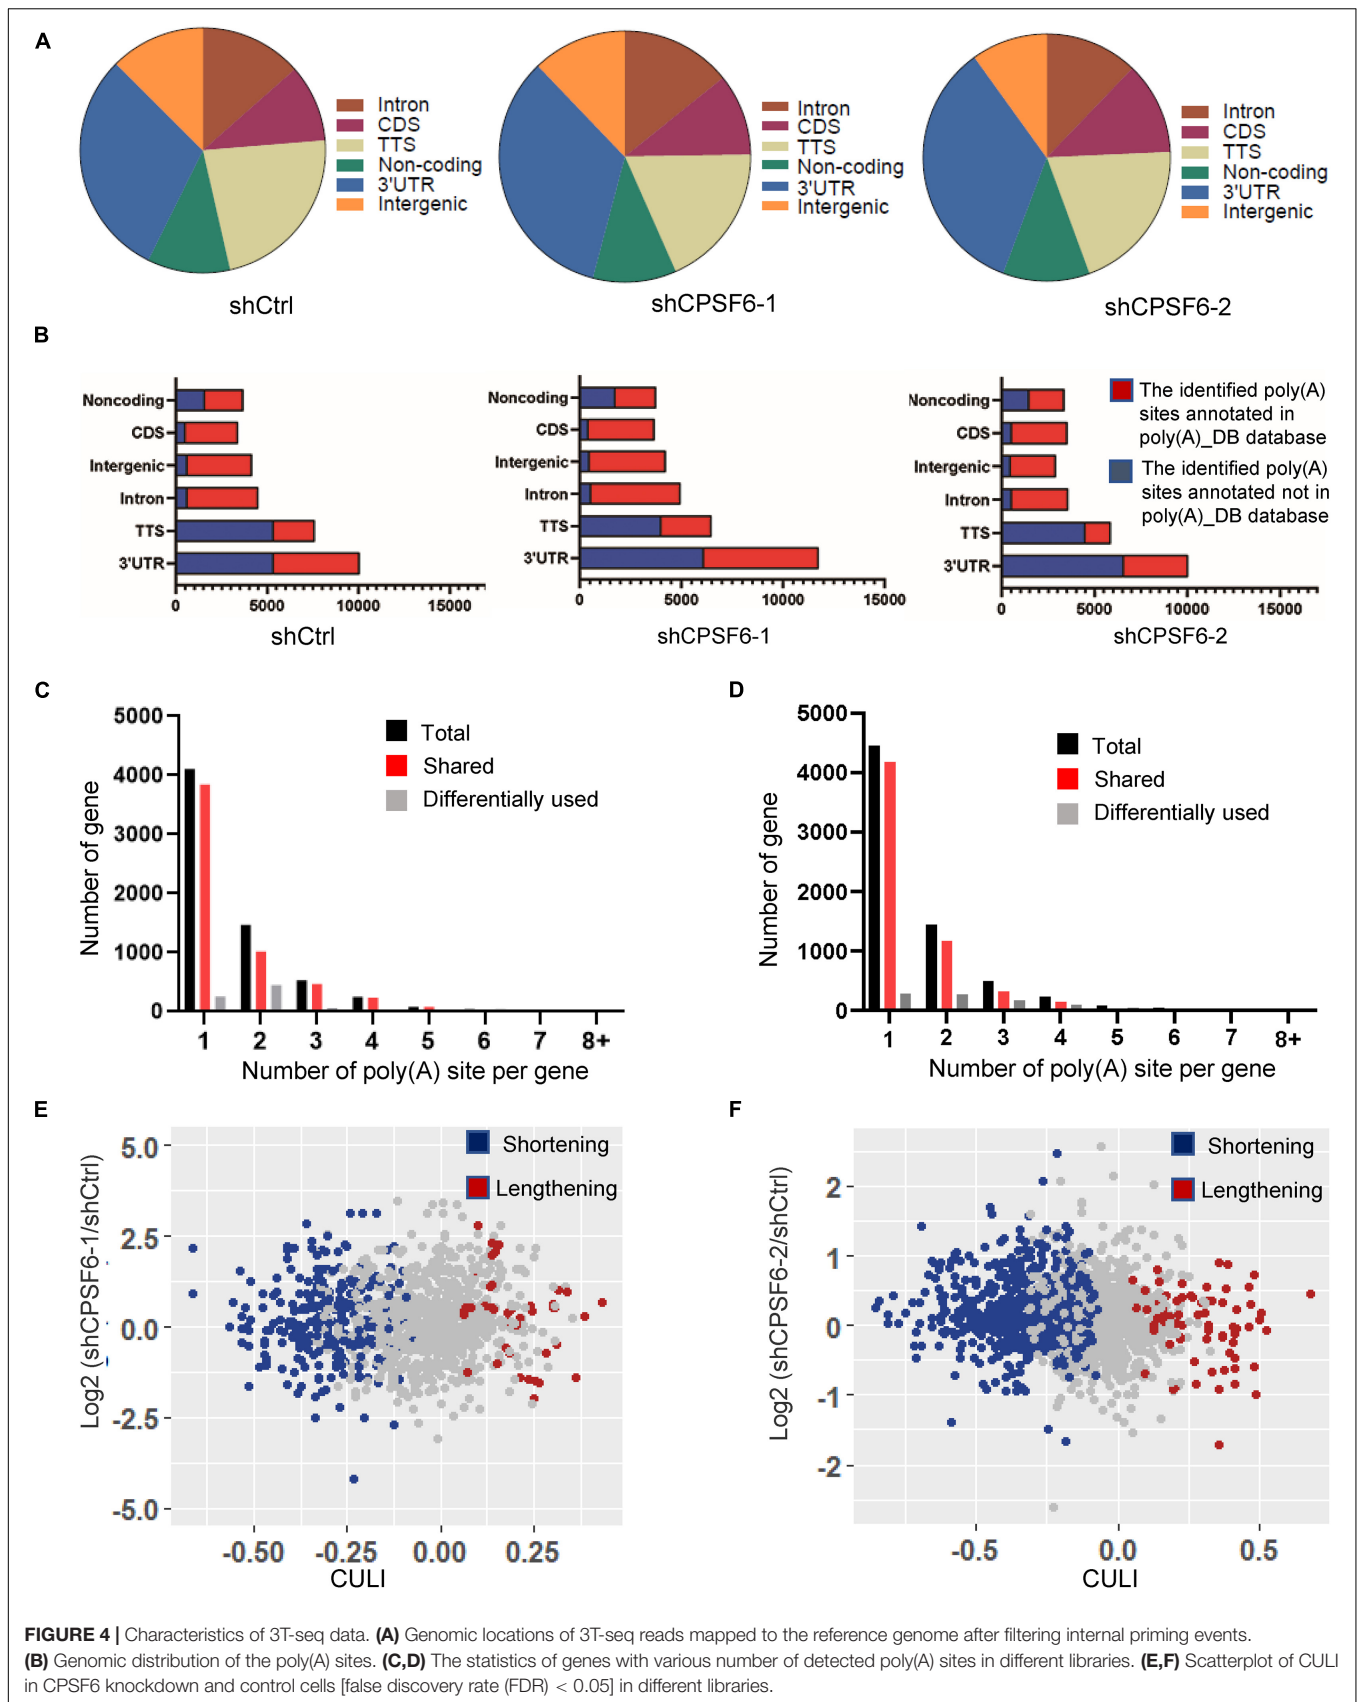 A
Intron
CDS
TTS
Non-coding
3'UTR
Intergenic
shCtrl
Intron
CDS
TTS
Non-coding
3'UTR
Intergenic
shCPSF6-1
Intron
CDS
TTS
Non-coding
3'UTR
Intergenic
shCPSF6-2
B
Noncoding
CDS
Intergenic
Intron
TTS
3'UTR
0 5000 10000 15000
shCtrl
Noncoding
CDS
Intergenic
Intron
TTS
3'UTR
0 5000 10000 15000
shCPSF6-1
Noncoding
CDS
Intergenic
Intron
TTS
3'UTR
0 5000 10000 15000
shCPSF6-2
The identified poly(A)
sites annotated in
poly(A)_DB database
The identified poly(A)
sites annotated not in
poly(A)_DB database
C
Number of gene
5000
4000
3000
2000
1000
0
Total
Shared
Differentially used
1 2 3 4 5 6 7 8+
Number of poly(A) site per gene
D
Number of gene
5000
4000
3000
2000
1000
0
Total
Shared
Differentially used
1 2 3 4 5 6 7 8+
Number of poly(A) site per gene
E
Log2 (shCPSF6-1/shCtrl)
5.0
2.5
0.0
-2.5
-5.0
Shortening
Lengthening
-0.50 -0.25 0.00 0.25
CULI
F
Log2 (shCPSF6-2/shCtrl)
2
1
0
-1
-2
Shortening
Lengthening
-0.5 0.0 0.5
CULI
FIGURE 4 | Characteristics of 3T-seq data. (A) Genomic locations of 3T-seq reads mapped to the reference genome after filtering internal priming events.
(B) Genomic distribution of the poly(A) sites. (C,D) The statistics of genes with various number of detected poly(A) sites in different libraries. (E,F) Scatterplot of CULI
in CPSF6 knockdown and control cells [false discovery rate (FDR) < 0.05] in different libraries.